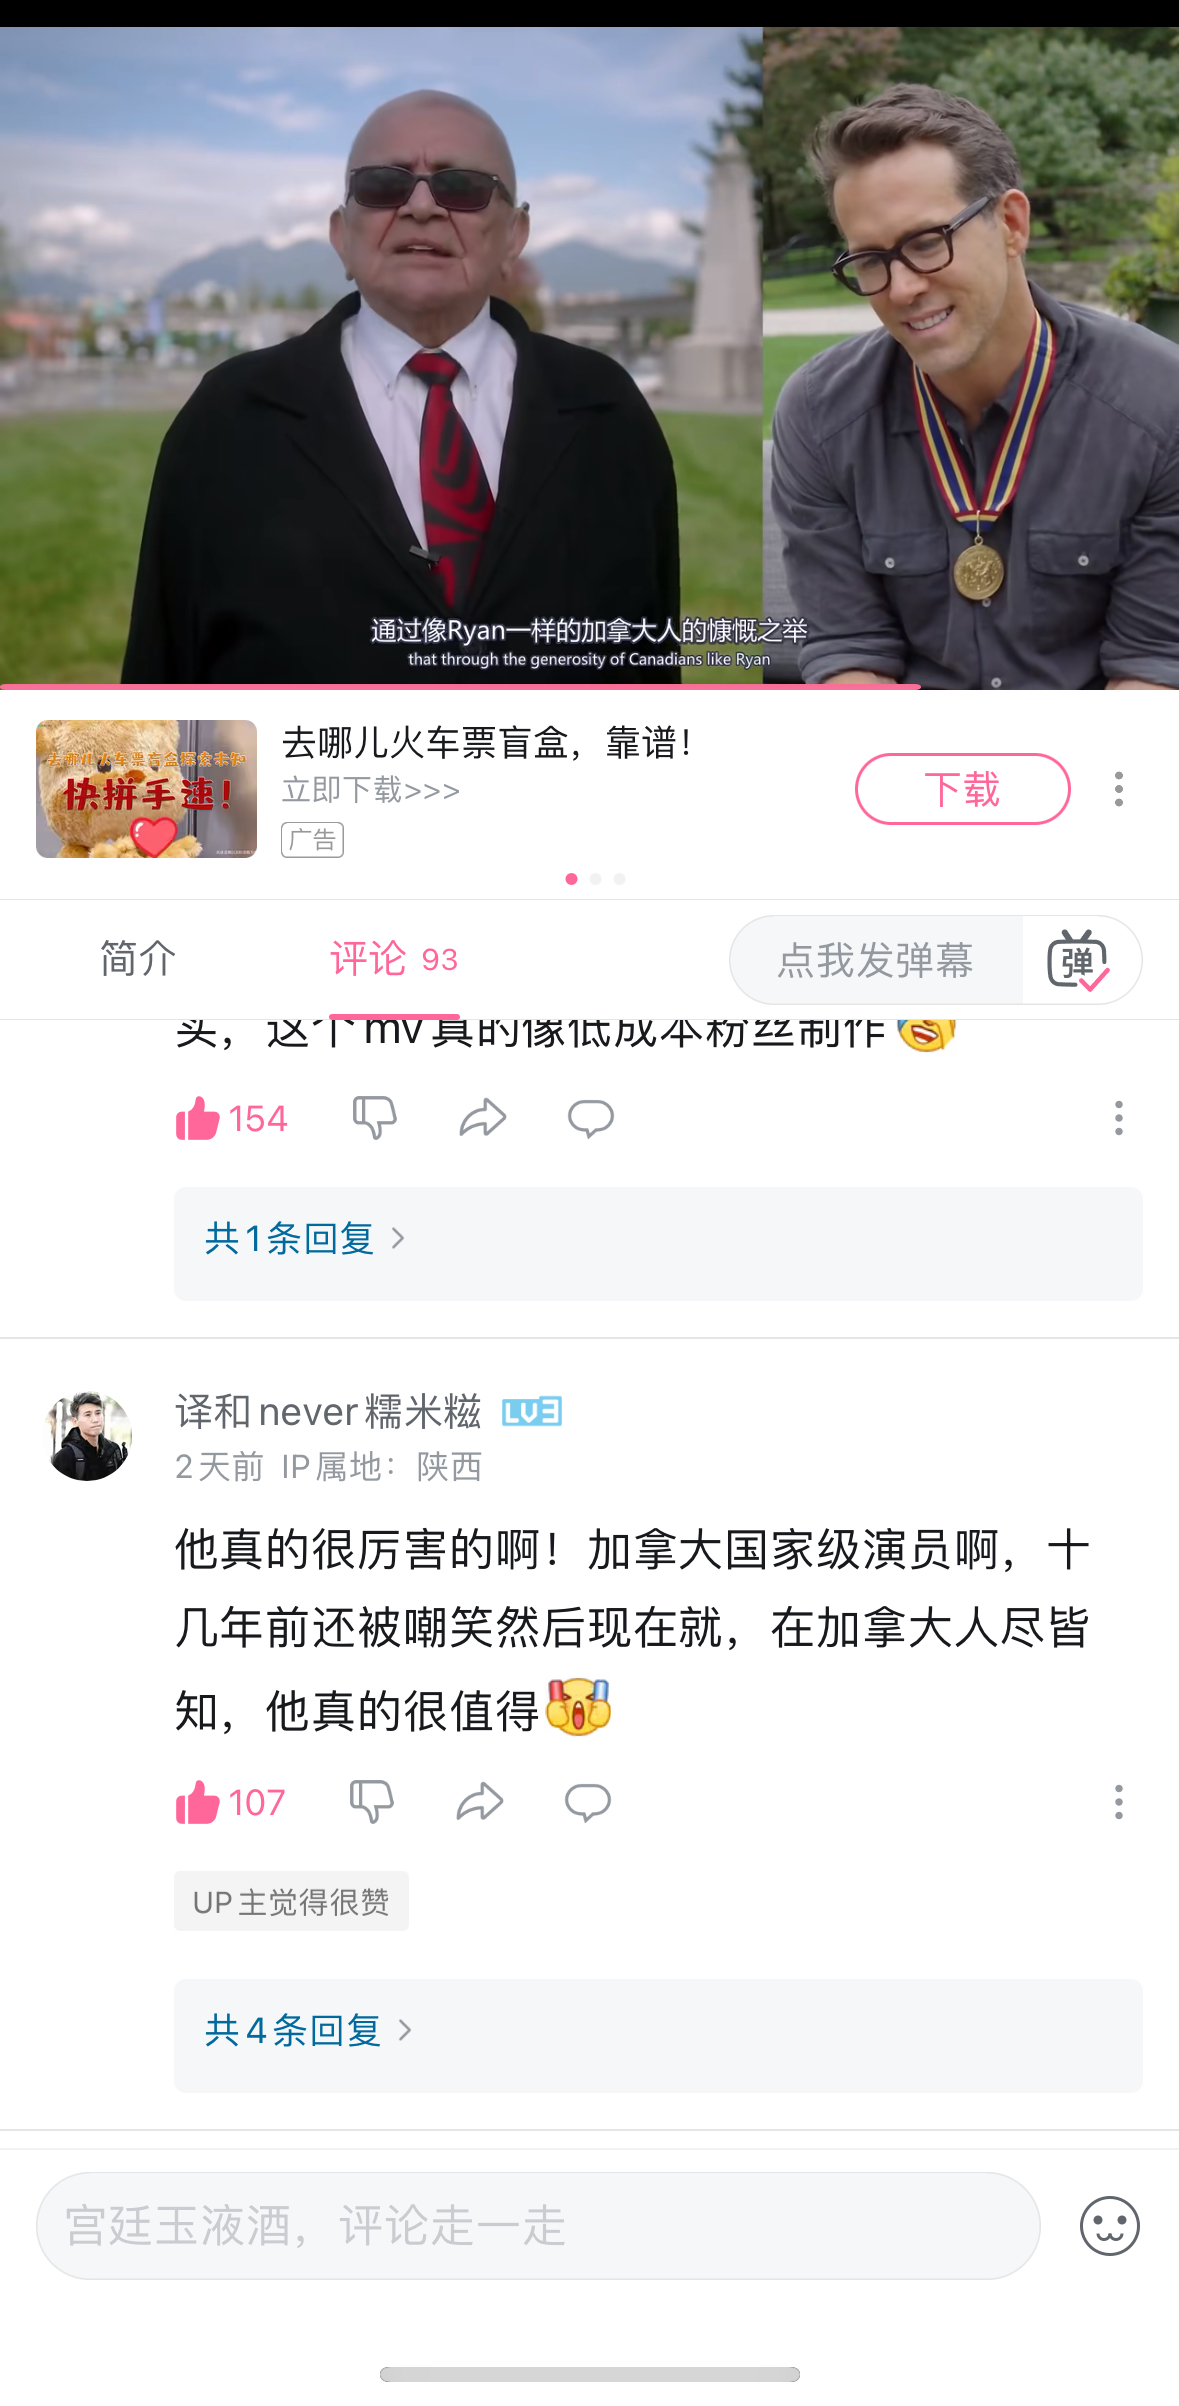 通过像Ryan一样的加拿大人的慷慨之举
that through the generosity of Canadians like Ryan
去哪儿火车票盲盒探索未知
快拼手速！
去哪儿火车票盲盒，靠谱！
立即下载>>>
广告
下载
简介
评论 93
点我发弹幕
弹
买，这个mv真的像低成本粉丝制作
154
共1条回复 >
译和never糯米糍 LV3
2天前 IP属地：陕西
他真的很厉害的啊！加拿大国家级演员啊，十
几年前还被嘲笑然后现在就，在加拿大人尽皆
知，他真的很值得
107
UP主觉得很赞
共4条回复 >
宫廷玉液酒，评论走一走